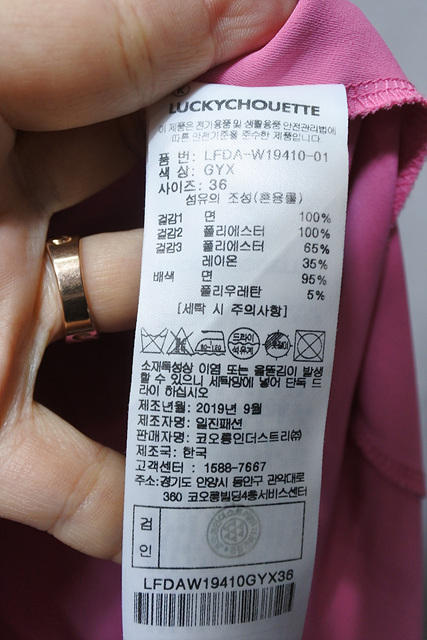 LUCKYCHOUETTE
이 제품은 전기용품 및 생활용품 안전관리법에
따른 안전기준을 준수한 제품입니다
품 번: LFDA-W19410-01
색 상: GYX
사이즈: 36
섬유의 조성(혼용률)
겉감1 면 100%
겉감2 폴리에스터 100%
겉감3 폴리에스터 65%
레이온 35%
배색 면 95%
폴리우레탄 5%
[세탁 시 주의사항]
드라이
석유계
소재특성상 이염 또는 올뜯김이 발생
할 수 있으니 세탁망에 넣어 단독 드
라이 하십시오
제조년월: 2019년 9월
제조자명: 일진패션
판매자명: 코오롱인더스트리㈜
제조국: 한국
고객센터 : 1588-7667
주소:경기도 안양시 동안구 관악대로
360 코오롱빌딩4층서비스센터
검
인
LFDAW19410GYX36